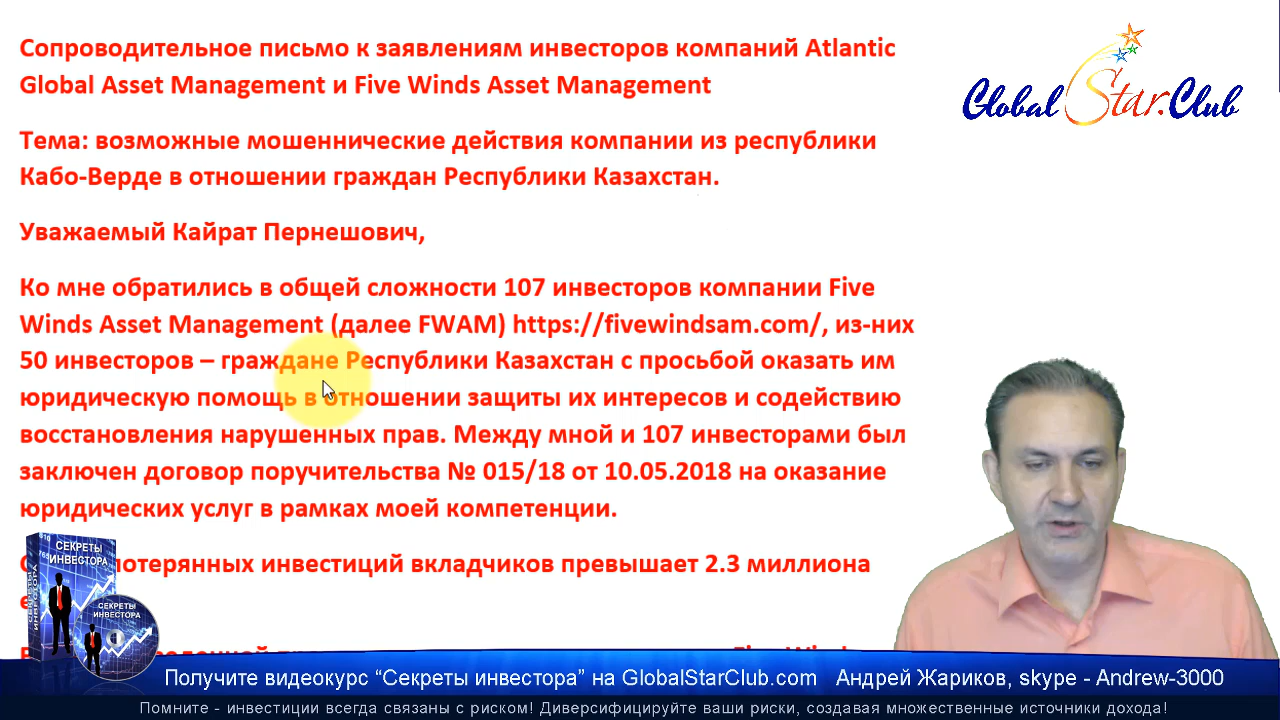 Сопроводительное письмо к заявлениям инвесторов компаний Atlantic
Global Asset Management и Five Winds Asset Management
Тема: возможные мошеннические действия компании из республики
Кабо-Верде в отношении граждан Республики Казахстан.
Уважаемый Кайрат Пернешович,
Ко мне обратились в общей сложности 107 инвесторов компании Five
Winds Asset Management (далее FWAM) https://fivewindsam.com/, из-них
50 инвесторов – граждане Республики Казахстан с просьбой оказать им
юридическую помощь в отношении защиты их интересов и содействию
восстановления нарушенных прав. Между мной и 107 инвесторами был
заключен договор поручительства № 015/18 от 10.05.2018 на оказание
юридических услуг в рамках моей компетенции.
потерянных инвестиций вкладчиков превышает 2.3 миллиона
Global Star.Club
СЕКРЕТЫ
ИНВЕСТОРА
СЕКРЕТЫ
ИНВЕСТОРА
СЕКРЕТЫ
ИНВЕСТОРА
Получите видеокурс “Секреты инвестора” на GlobalStarClub.com Андрей Жариков, skype - Andrew-3000
Помните - инвестиции всегда связаны с риском! Диверсифицируйте ваши риски, создавая множественные источники дохода!